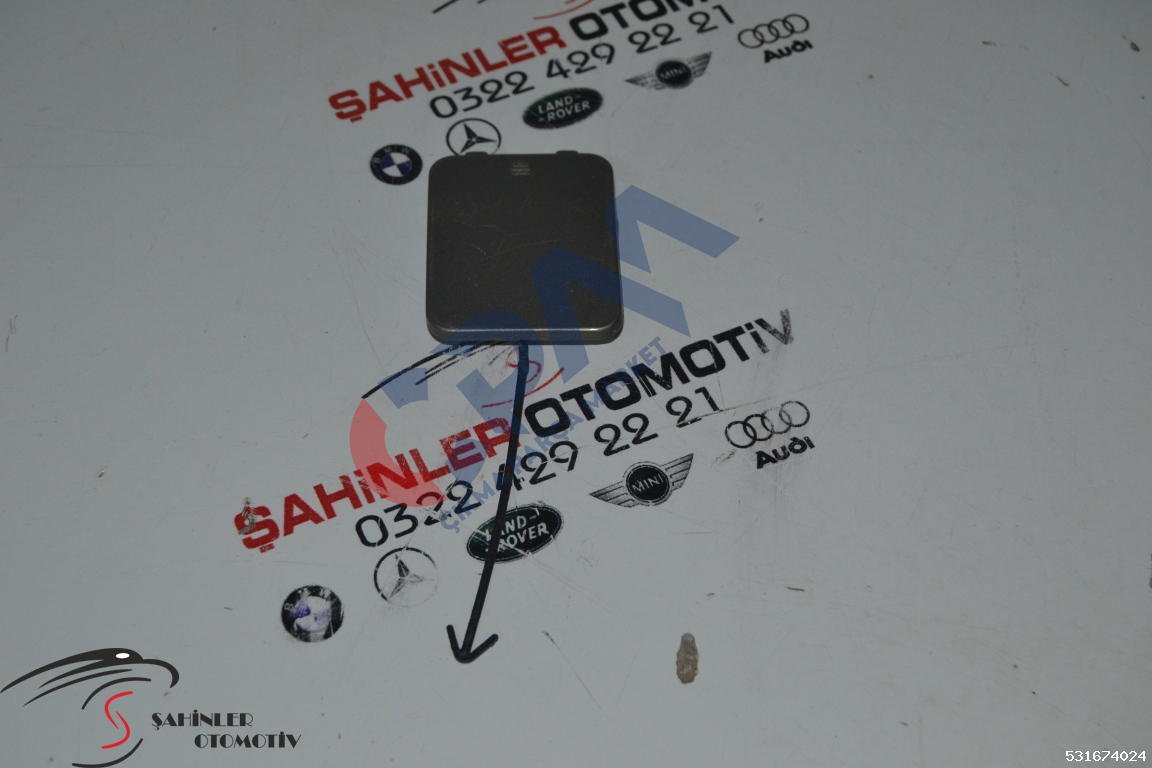 ŞAHİNLER OTOM
0322 429 22 21
Audi
MINI
LAND-
-ROVER
ŞAHİNLER OTOMOTİV
0322 429 22 21
Audi
MINI
LAND-
-ROVER
ŞAHİNLER
OTOMOTİV
531674024